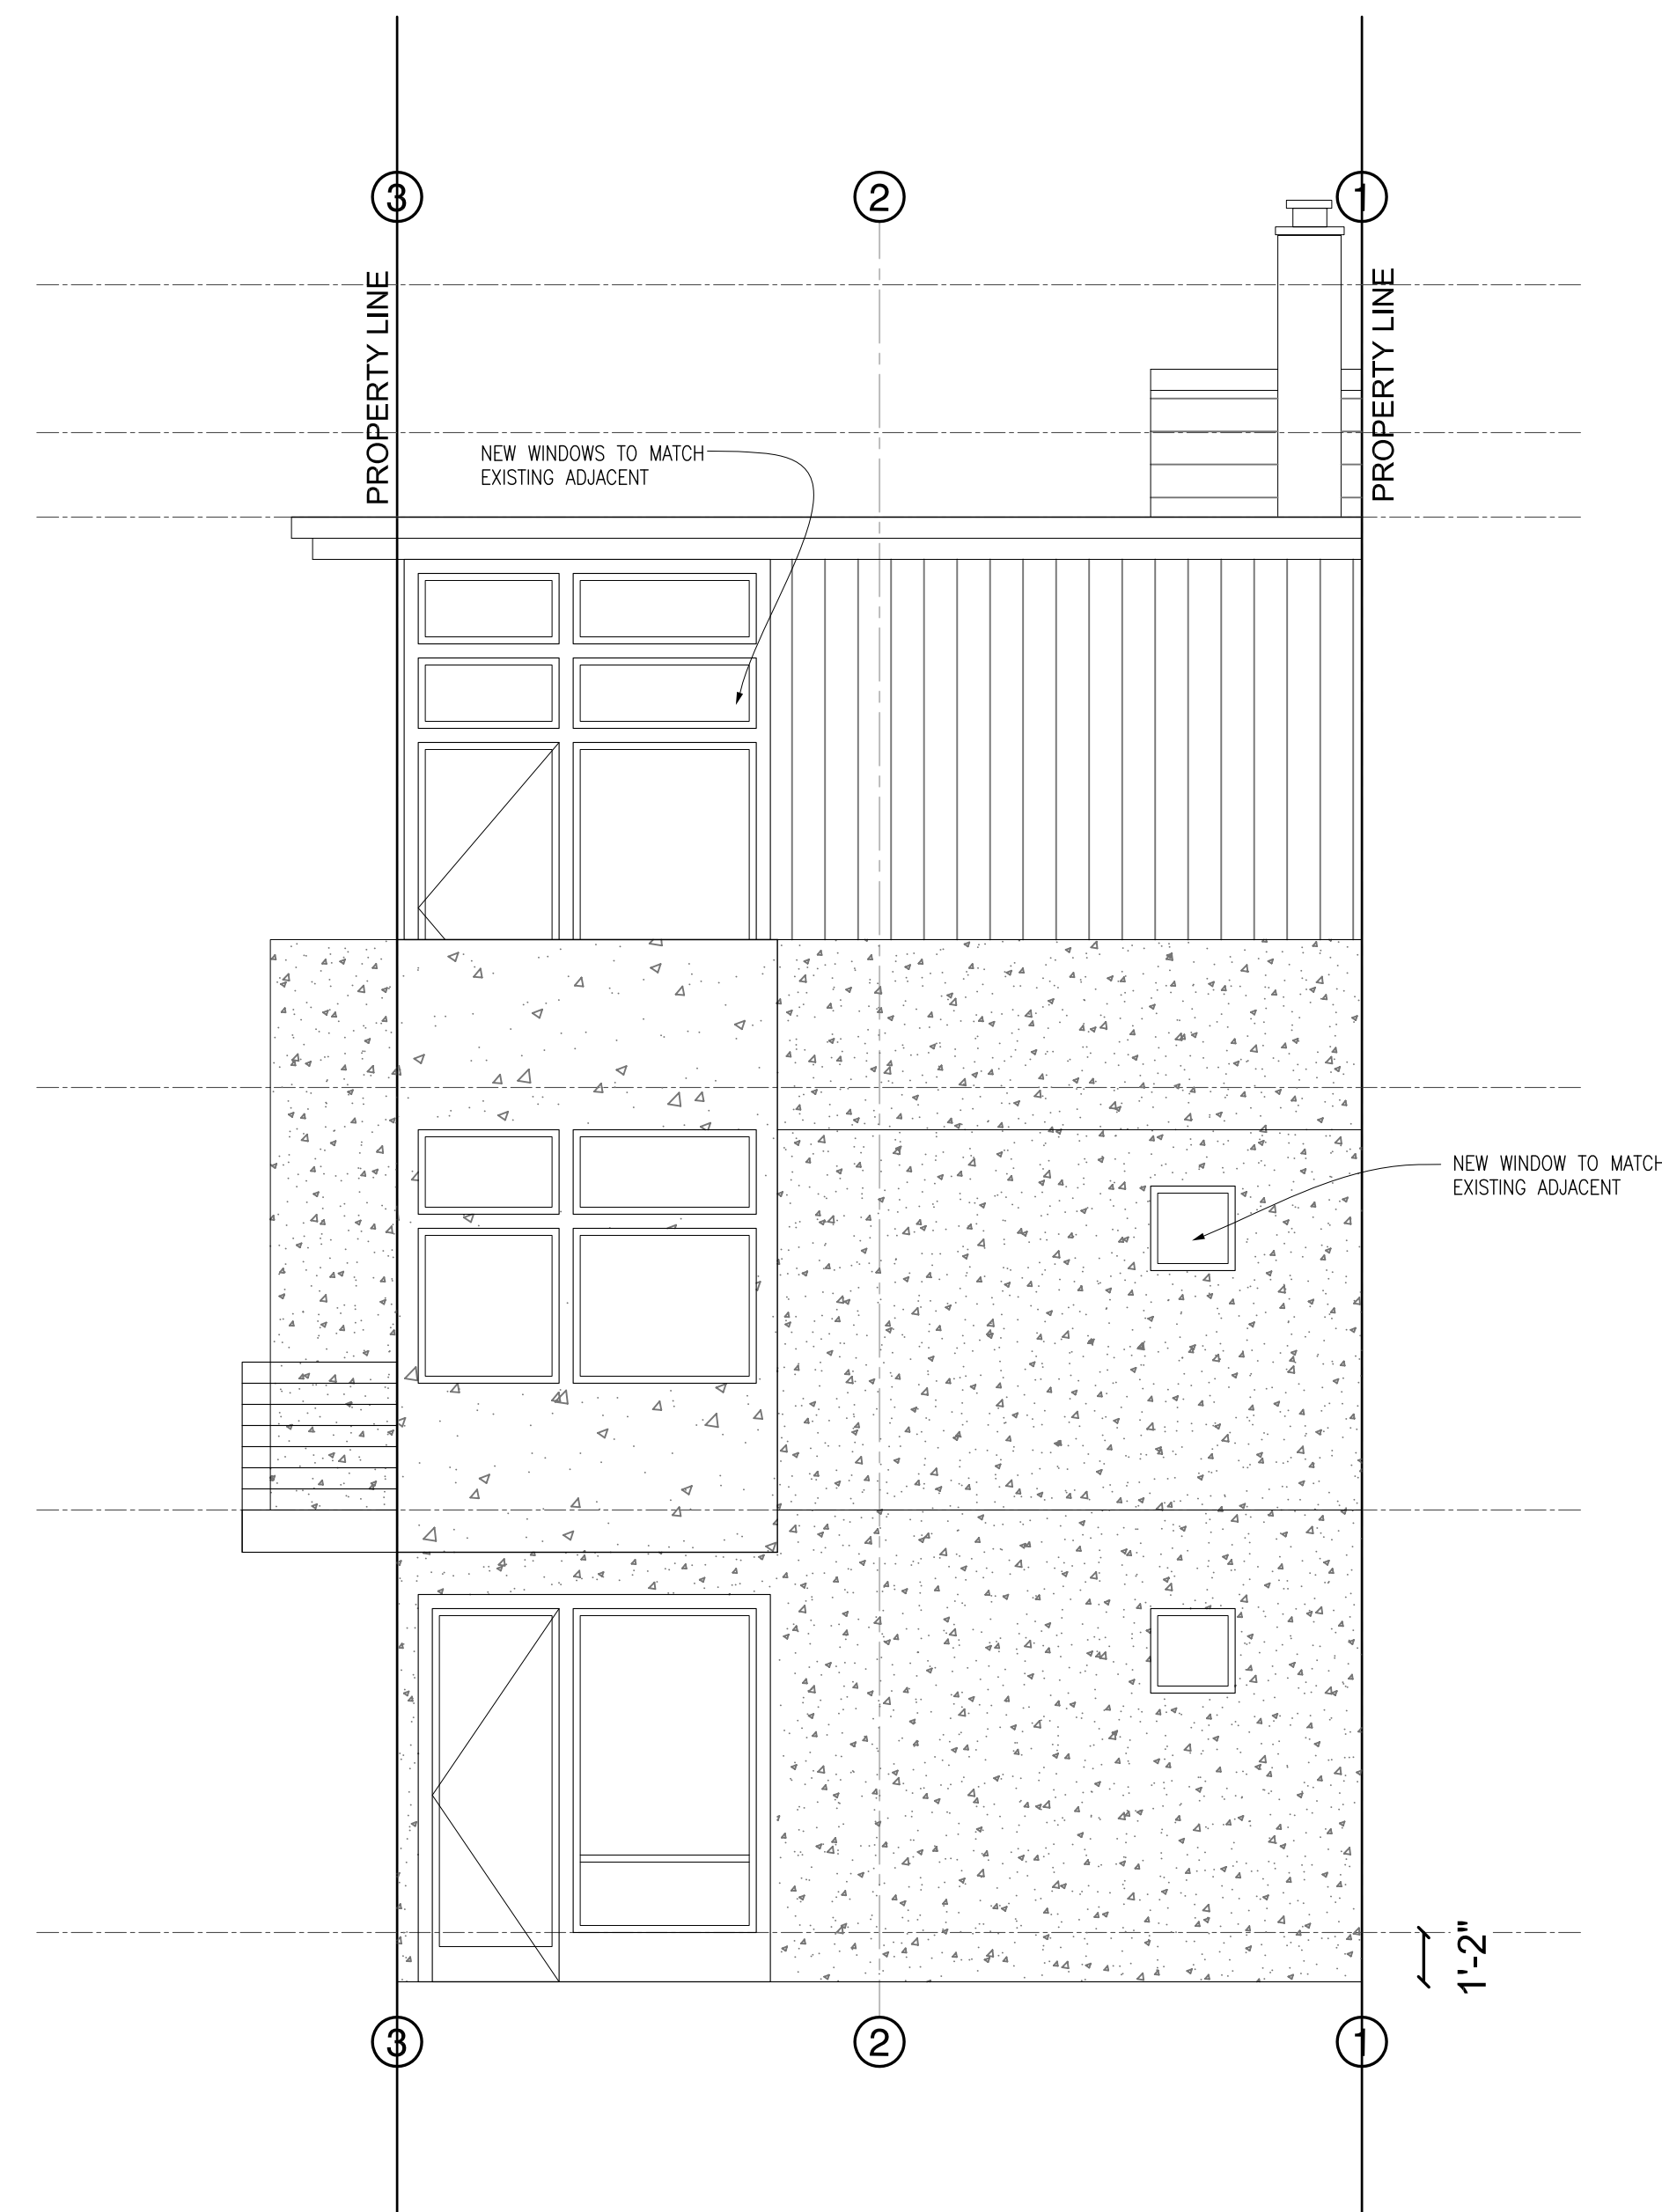 3
2
1
PROPERTY LINE
PROPERTY LINE
NEW WINDOWS TO MATCH
EXISTING ADJACENT
NEW WINDOW TO MATCH
EXISTING ADJACENT
1'-2"
3
2
1